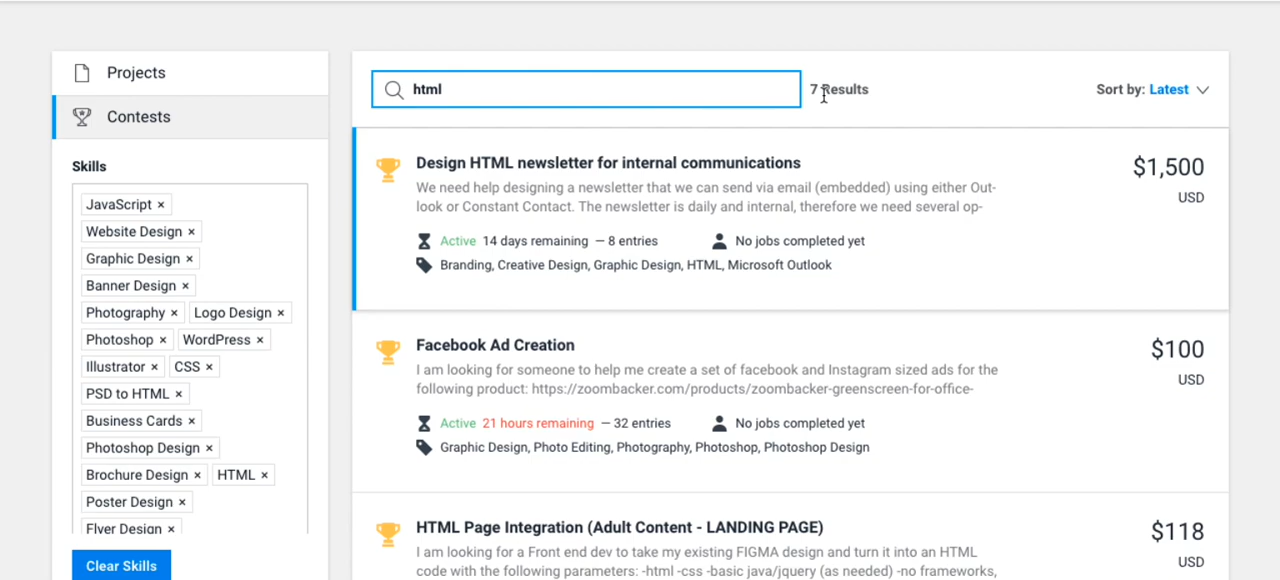 Projects
Contests
Skills
JavaScript ×
Website Design ×
Graphic Design ×
Banner Design ×
Photography × Logo Design ×
Photoshop × WordPress ×
Illustrator × CSS ×
PSD to HTML ×
Business Cards ×
Photoshop Design ×
Brochure Design × HTML ×
Poster Design ×
Flyer Design ×
Clear Skills
html
7 Results
Sort by: Latest
Design HTML newsletter for internal communications
$1,500
USD
We need help designing a newsletter that we can send via email (embedded) using either Out-
look or Constant Contact. The newsletter is daily and internal, therefore we need several op-
Active 14 days remaining — 8 entries No jobs completed yet
Branding, Creative Design, Graphic Design, HTML, Microsoft Outlook
Facebook Ad Creation
$100
USD
I am looking for someone to help me create a set of facebook and Instagram sized ads for the
following product: https://zoombacker.com/products/zoombacker-greenscreen-for-office-
Active 21 hours remaining — 32 entries No jobs completed yet
Graphic Design, Photo Editing, Photography, Photoshop, Photoshop Design
HTML Page Integration (Adult Content - LANDING PAGE)
$118
USD
I am looking for a Front end dev to take my existing FIGMA design and turn it into an HTML
code with the following parameters: -html -css -basic java/jquery (as needed) -no frameworks,